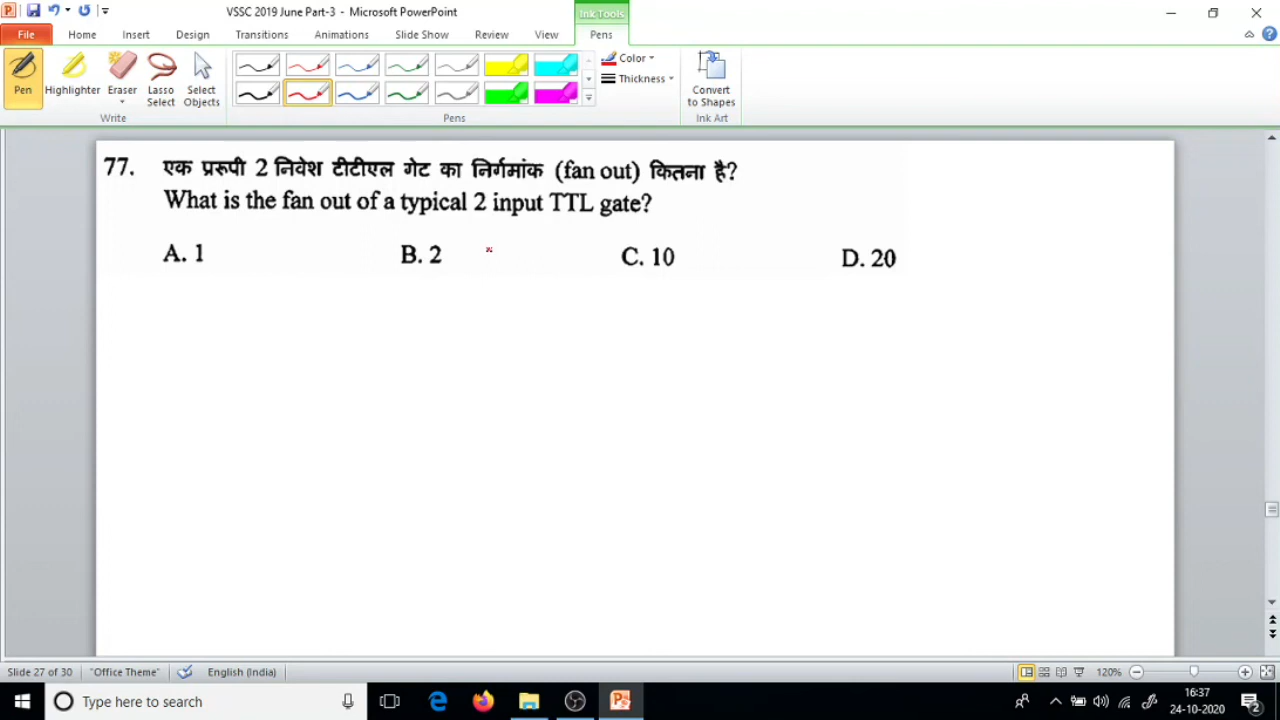 VSSC 2019 June Part-3 - Microsoft PowerPoint
Ink Tools
File Home Insert Design Transitions Animations Slide Show Review View Pens
Pen Highlighter Eraser Lasso Select Select Objects
Color
Thickness
Convert to Shapes
Write Pens Ink Art
77. एक प्ररूपी 2 निवेश टीटीएल गेट का निर्गमांक (fan out) कितना है?
What is the fan out of a typical 2 input TTL gate?
A. 1 B. 2 C. 10 D. 20
Slide 27 of 30 "Office Theme" English (India) 120%
Type here to search
16:37
24-10-2020
2